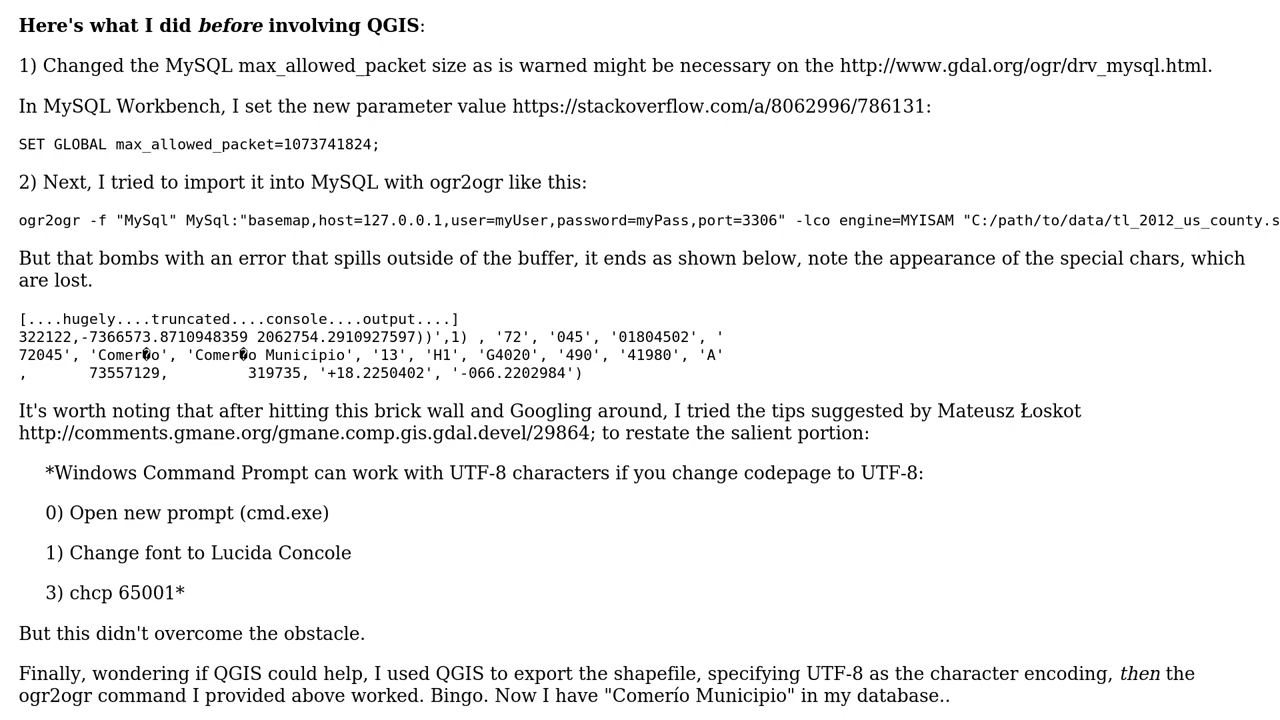 Here's what I did before involving QGIS:
1) Changed the MySQL max_allowed_packet size as is warned might be necessary on the http://www.gdal.org/ogr/drv_mysql.html.
In MySQL Workbench, I set the new parameter value https://stackoverflow.com/a/8062996/786131:
SET GLOBAL max_allowed_packet=1073741824;
2) Next, I tried to import it into MySQL with ogr2ogr like this:
ogr2ogr -f "MySql" MySql:"basemap,host=127.0.0.1,user=myUser,password=myPass,port=3306" -lco engine=MYISAM "C:/path/to/data/tl_2012_us_county.s
But that bombs with an error that spills outside of the buffer, it ends as shown below, note the appearance of the special chars, which
are lost.
[....hugely....truncated....console....output....]
322122,-7366573.8710948359 2062754.2910927597))',1) , '72', '045', '01804502', '
72045', 'Comer�o', 'Comer�o Municipio', '13', 'H1', 'G4020', '490', '41980', 'A'
,       73557129,         319735, '+18.2250402', '-066.2202984')
It's worth noting that after hitting this brick wall and Googling around, I tried the tips suggested by Mateusz Łoskot
http://comments.gmane.org/gmane.comp.gis.gdal.devel/29864; to restate the salient portion:
*Windows Command Prompt can work with UTF-8 characters if you change codepage to UTF-8:
0) Open new prompt (cmd.exe)
1) Change font to Lucida Concole
3) chcp 65001*
But this didn't overcome the obstacle.
Finally, wondering if QGIS could help, I used QGIS to export the shapefile, specifying UTF-8 as the character encoding, then the
ogr2ogr command I provided above worked. Bingo. Now I have "Comerío Municipio" in my database..